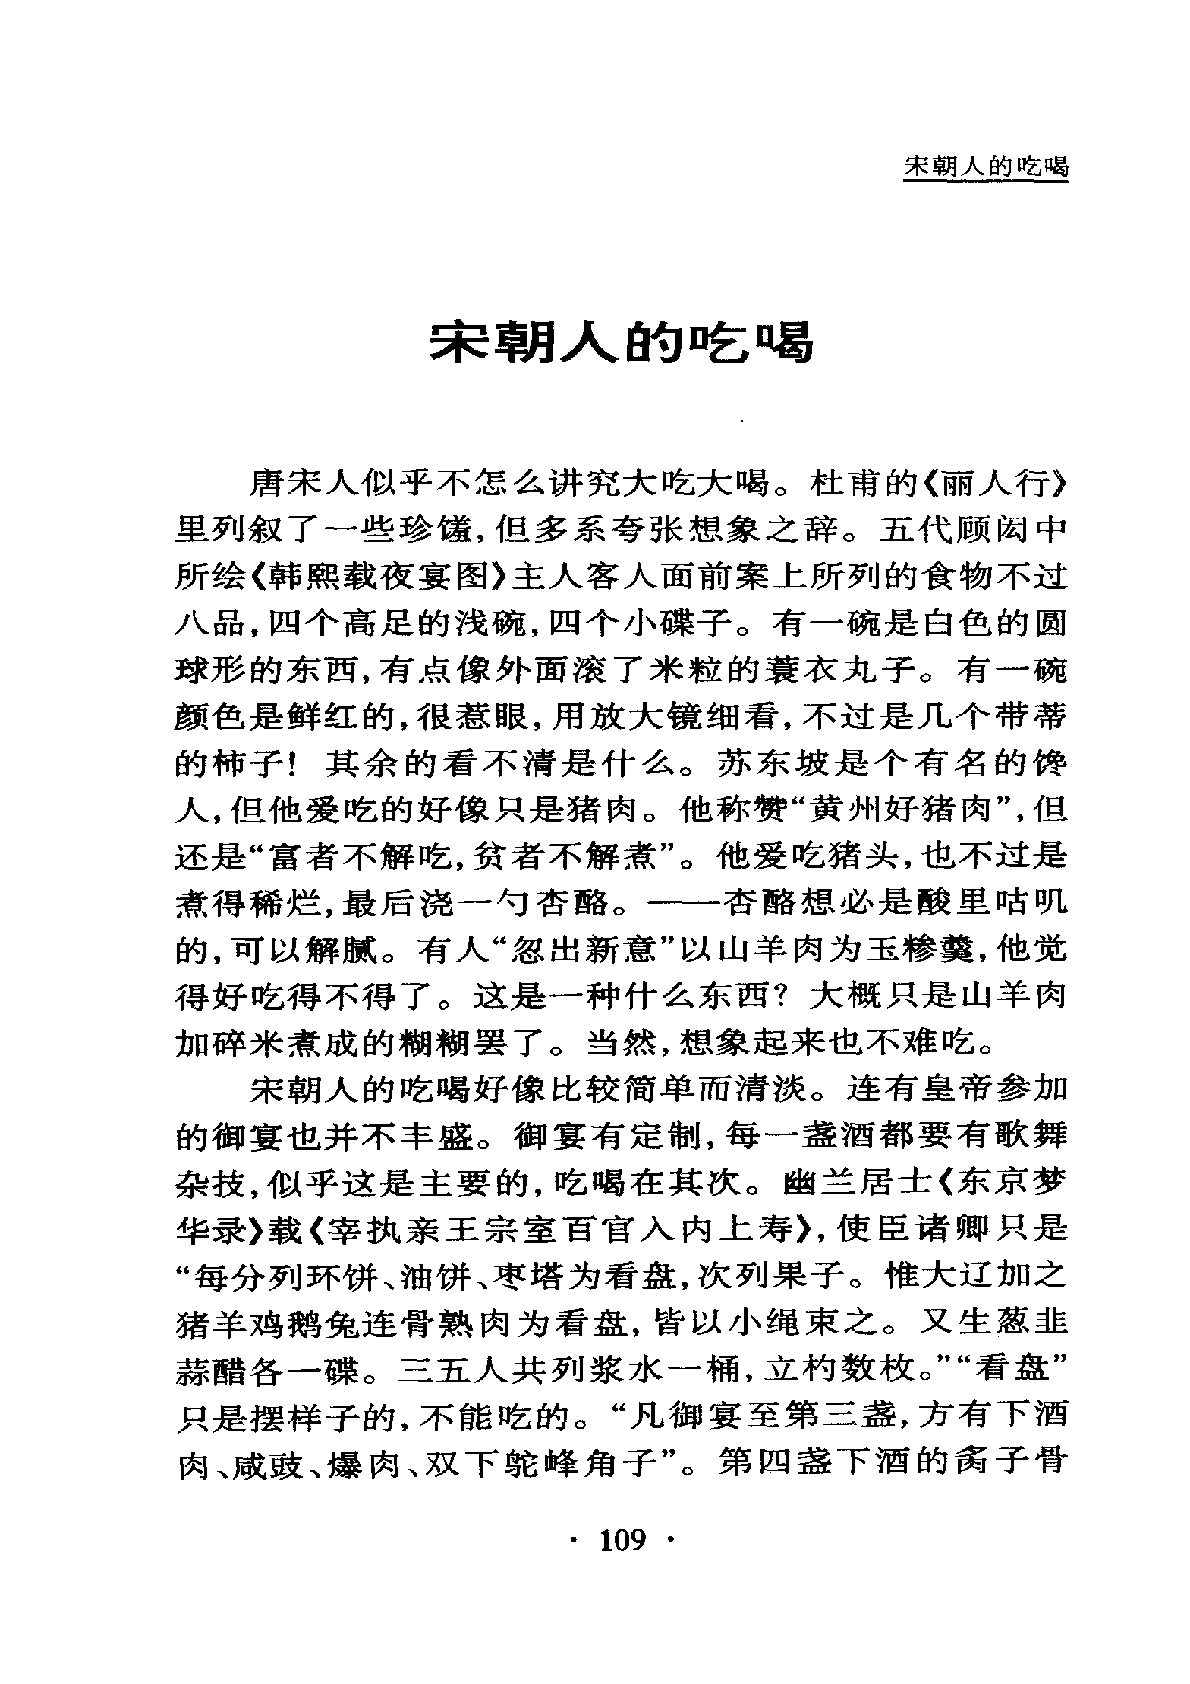 宋朝人的吃喝
宋朝人的吃喝
唐宋人似乎不怎么讲究大吃大喝。杜甫的《丽人行》
里列叙了一些珍馐,但多系夸张想象之辞。五代顾闳中
所绘《韩熙载夜宴图》主人客人面前案上所列的食物不过
八品,四个高足的浅碗,四个小碟子。有一碗是白色的圆
球形的东西,有点像外面滚了米粒的蓑衣丸子。有一碗
颜色是鲜红的,很惹眼,用放大镜细看,不过是几个带蒂
的柿子! 其余的看不清是什么。苏东坡是个有名的馋
人,但他爱吃的好像只是猪肉。他称赞“黄州好猪肉”,但
还是“富者不解吃,贫者不解煮”。他爱吃猪头,也不过是
煮得稀烂,最后浇一勺杏酪。——杏酪想必是酸里咕叽
的,可以解腻。有人“忽出新意”以山羊肉为玉糁羹,他觉
得好吃得不得了。这是一种什么东西? 大概只是山羊肉
加碎米煮成的糊糊罢了。当然,想象起来也不难吃。
宋朝人的吃喝好像比较简单而清淡。连有皇帝参加
的御宴也并不丰盛。御宴有定制,每一盏酒都要有歌舞
杂技,似乎这是主要的,吃喝在其次。幽兰居士《东京梦
华录》载《宰执亲王宗室百官入内上寿》,使臣诸卿只是
“每分列环饼、油饼、枣塔为看盘,次列果子。惟大辽加之
猪羊鸡鹅兔连骨熟肉为看盘,皆以小绳束之。又生葱韭
蒜醋各一碟。三五人共列浆水一桶,立杓数枚。”“看盘”
只是摆样子的,不能吃的。“凡御宴至第三盏,方有下酒
肉、咸豉、爆肉、双下鸵峰角子”。第四盏下酒的䘒子骨
· 109 ·